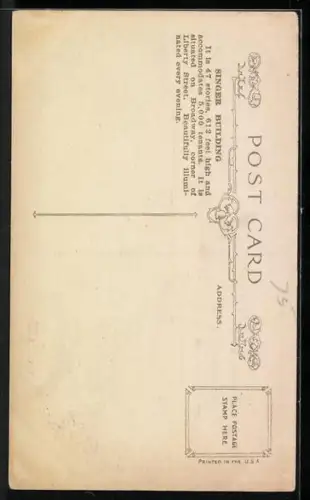 POST CARD
SINGER BUILDING
It is 47 stories, 612 feet high and
accommodates 5,000 tenants. It is
situated on Broadway, corner of
Liberty Street. Beautifully illumi-
nated every evening.
ADDRESS.
PLACE POSTAGE
STAMP HERE
PRINTED IN THE U.S.A.
75